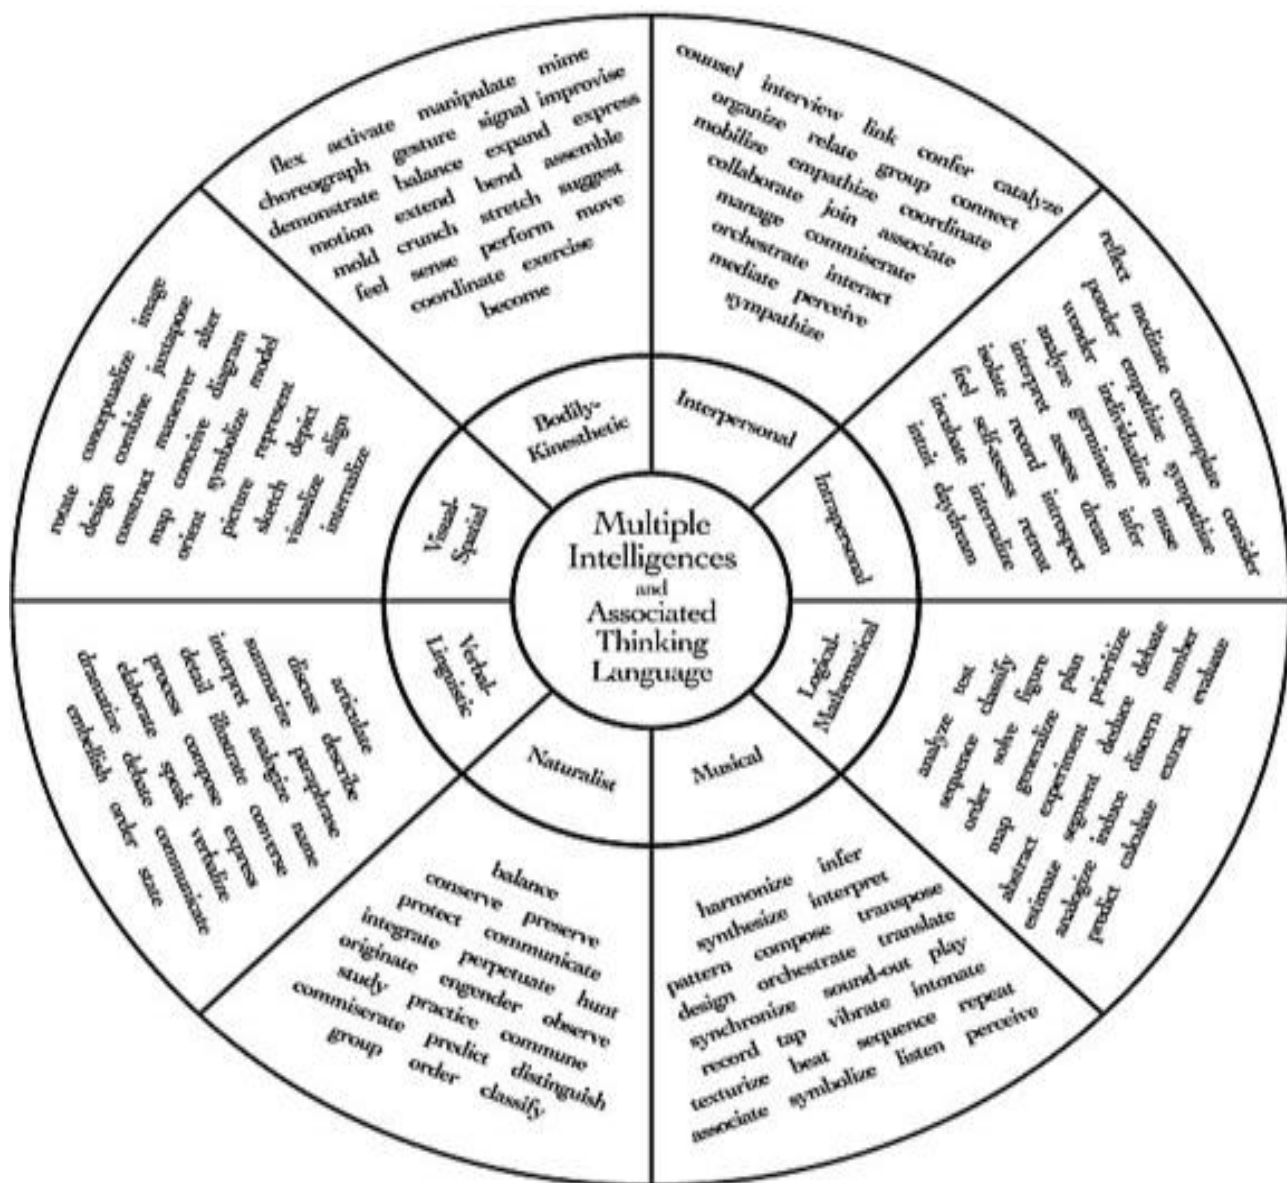 Multiple
Intelligences
and
Associated
Thinking
Language
Bodily-
Kinesthetic
Interpersonal
Intrapersonal
Logical-
Mathematical
Musical
Naturalist
Verbal-
Linguistic
Visual-
Spatial
flex activate manipulate mime
choreograph gesture signal improvise
demonstrate balance expand express
motion extend bend assemble
mold crunch stretch suggest
feel sense perform move
coordinate exercise
become
counsel interview link confer catalyze
organize relate group connect
mobilize empathize coordinate
collaborate join associate
manage commiserate
orchestrate interact
mediate perceive
sympathize
reflect meditate contemplate consider
ponder empathize sympathize
wonder individualize muse
analyze germinate infer
interpret assess dream
isolate record introspect
feel self-assess retreat
incubate internalize
intuit daydream
analyze test
sequence classify
order solve figure
map generalize plan
abstract experiment prioritize
estimate segment deduce debate
analogize induce discern number
predict calculate extract evaluate
harmonize infer
synthesize interpret
pattern compose transpose
design orchestrate translate
synchronize sound-out play
record tap vibrate intonate
texturize beat sequence repeat
associate symbolize listen perceive
balance
conserve preserve
protect communicate
integrate perpetuate hunt
originate engender observe
study practice commune
commiserate predict distinguish
group order classify
articulate
discuss describe
summarize paraphrase
interpret analogize name
detail illustrate converse
process compose express
elaborate speak verbalize
dramatize debate communicate
embellish order state
rotate conceptualize image
design combine juxtapose
construct maneuver alter
map conceive diagram
orient symbolize model
picture represent
sketch depict
visualize align
internalize